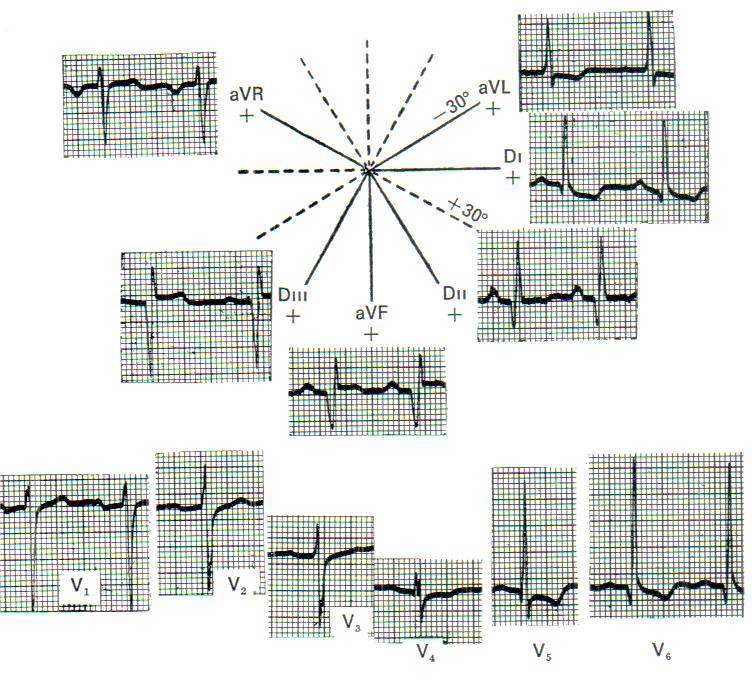 aVR
+
-30°
aVL
+
DI
+
+30°
DIII
+
aVF
+
DII
+
V1
V2
V3
V4
V5
V6